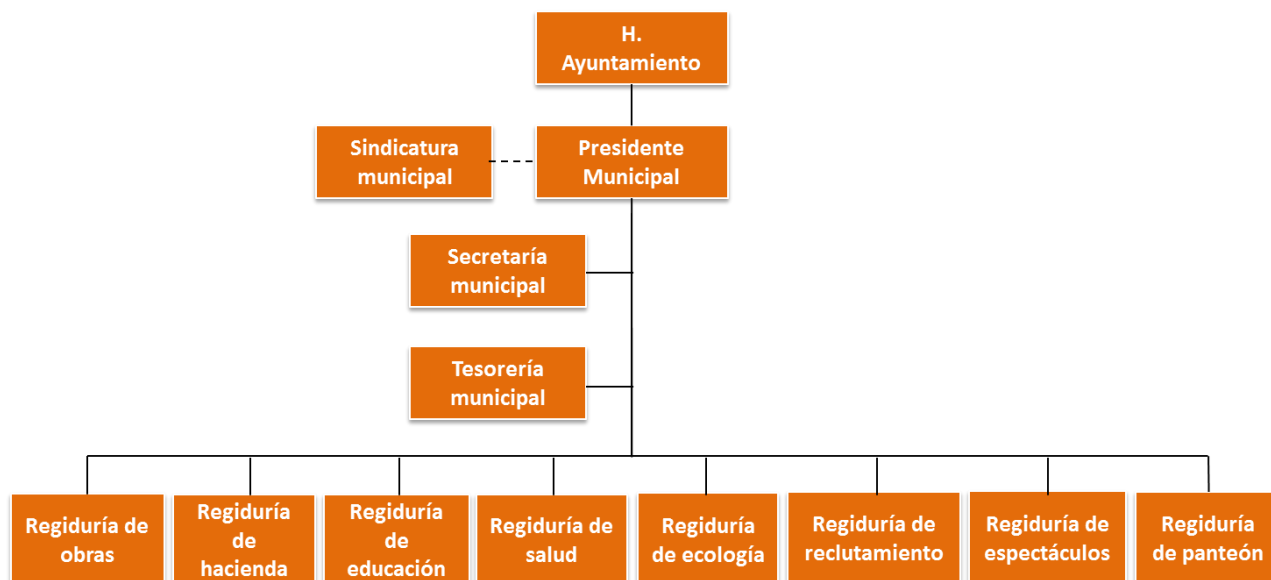 H.
Ayuntamiento
Sindicatura
municipal
Presidente
Municipal
Secretaría
municipal
Tesorería
municipal
Regiduría de
obras
Regiduría
de
hacienda
Regiduría
de
educación
Regiduría de
salud
Regiduría
de ecología
Regiduría de
reclutamiento
Regiduría de
espectáculos
Regiduría
de panteón